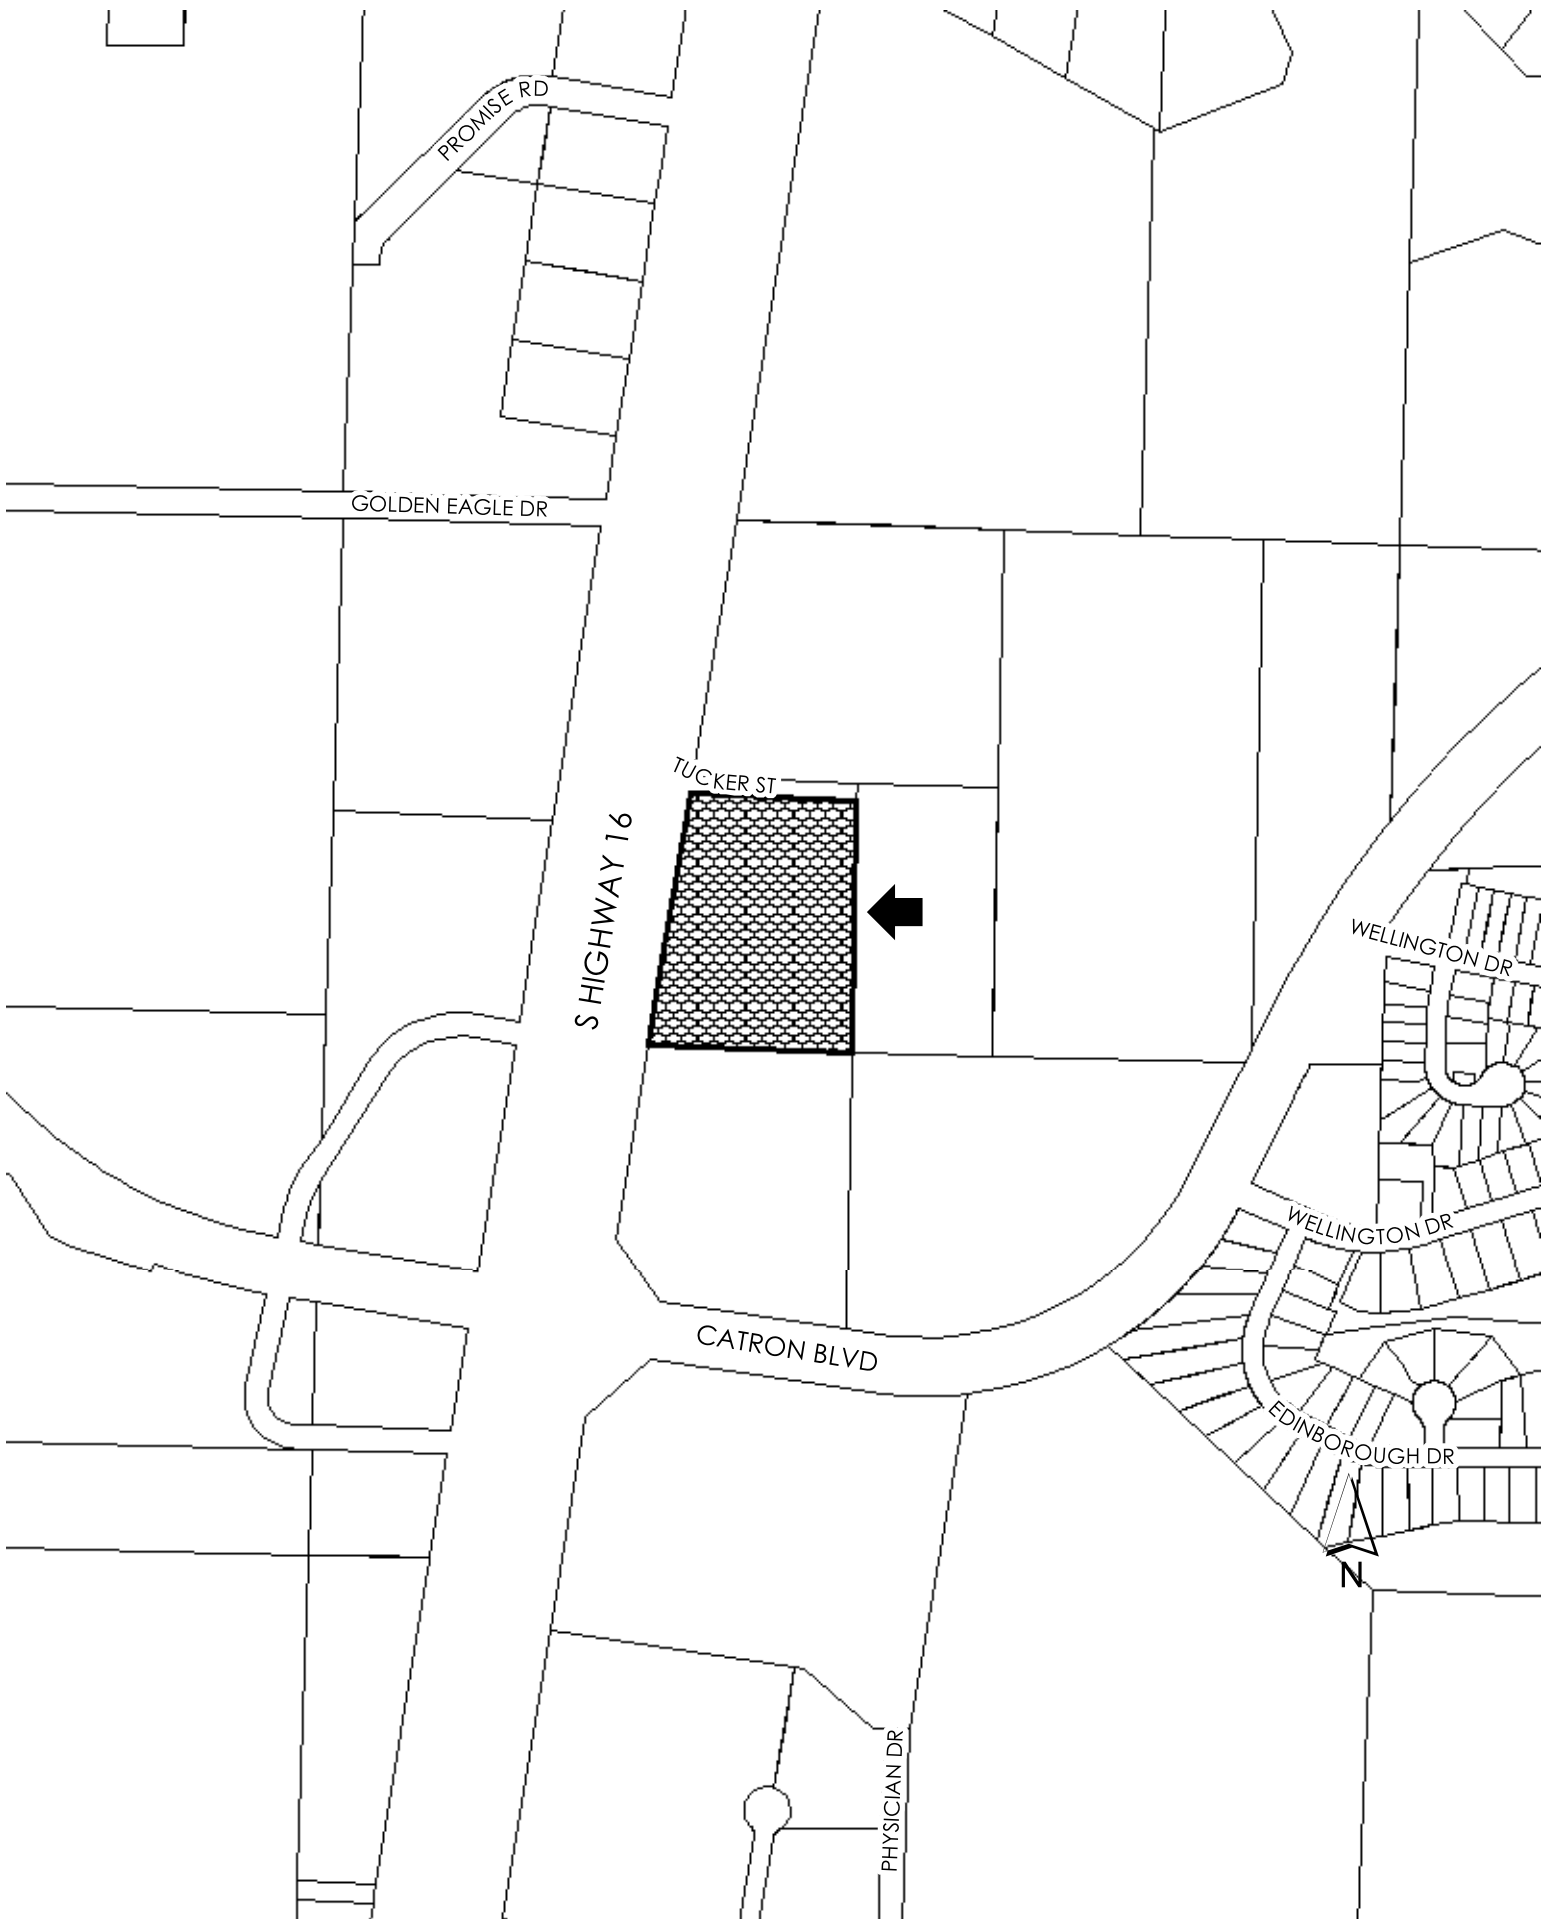 PROMISE RD
GOLDEN EAGLE DR
TUCKER ST
S HIGHWAY 16
WELLINGTON DR
WELLINGTON DR
CATRON BLVD
EDINBOROUGH DR
N
PHYSICIAN DR